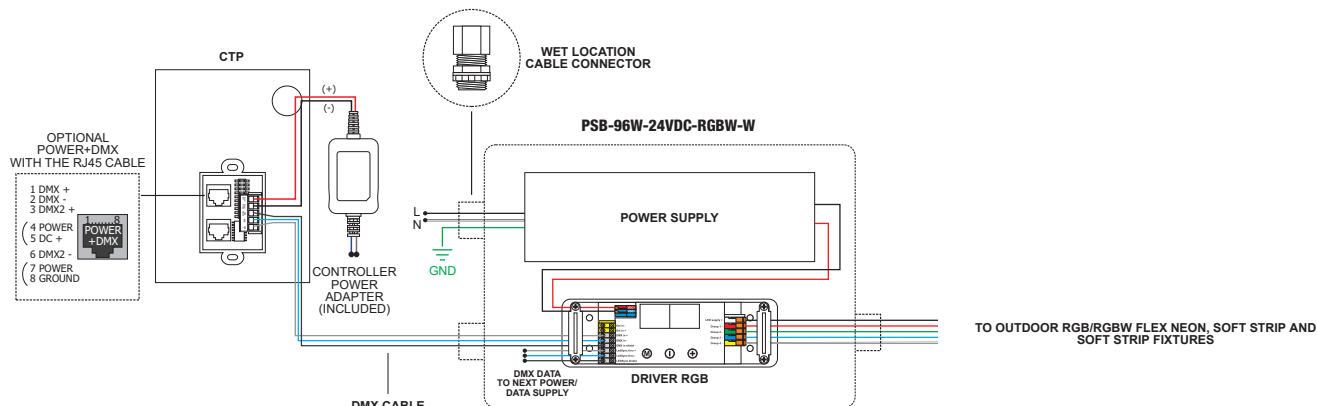 CTP
(+)
(-)
WET LOCATION
CABLE CONNECTOR
OPTIONAL
POWER+DMX
WITH THE RJ45 CABLE
1 DMX +
2 DMX -
3 DMX2 +
4 POWER
5 DC +
6 DMX2 -
7 POWER
8 GROUND
1 8
POWER
+DMX
CONTROLLER
POWER
ADAPTER
(INCLUDED)
PSB-96W-24VDC-RGBW-W
POWER SUPPLY
L
N
GND
DMX DATA
TO NEXT POWER/
DATA SUPPLY
M
DRIVER RGB
TO OUTDOOR RGB/RGBW FLEX NEON, SOFT STRIP AND
SOFT STRIP FIXTURES
DMX CABLE